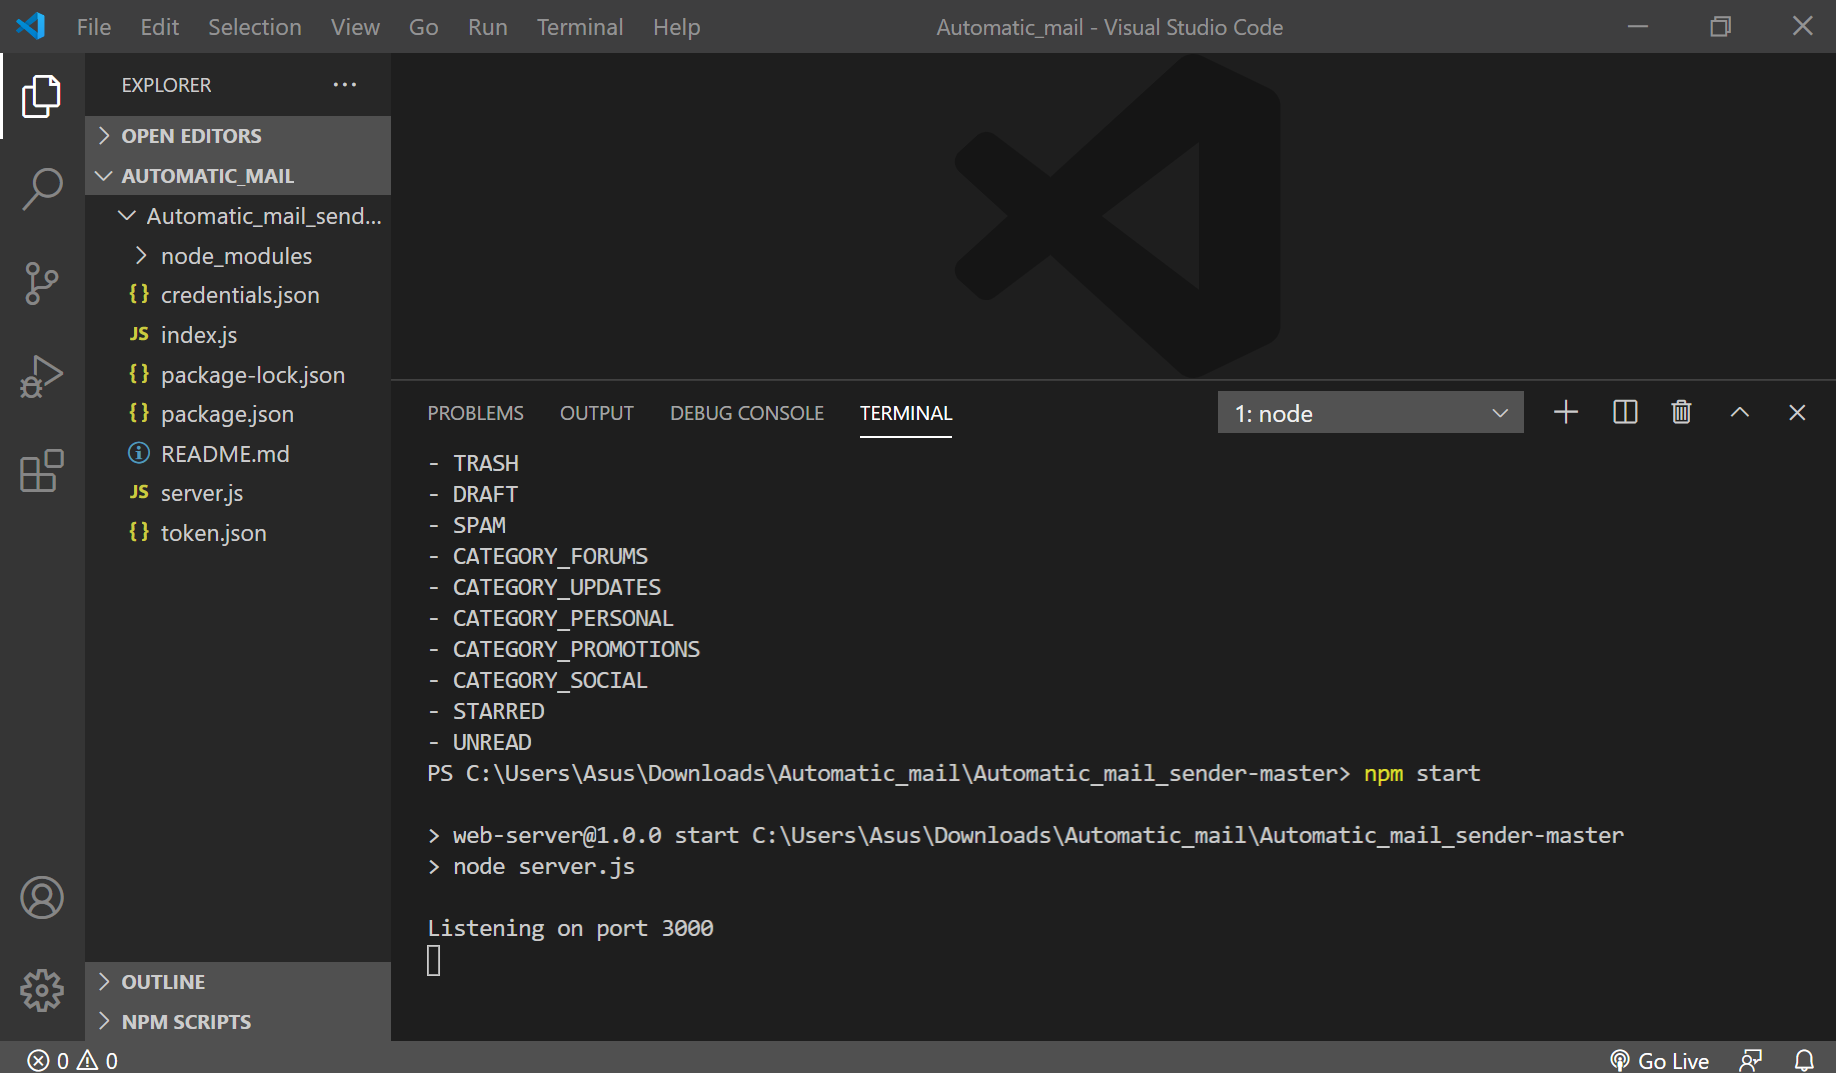 File Edit Selection View Go Run Terminal Help Automatic_mail - Visual Studio Code
EXPLORER
OPEN EDITORS
AUTOMATIC_MAIL
Automatic_mail_send...
node_modules
{} credentials.json
JS index.js
{} package-lock.json
{} package.json
README.md
JS server.js
{} token.json
OUTLINE
NPM SCRIPTS
PROBLEMS OUTPUT DEBUG CONSOLE TERMINAL 1: node
- TRASH
- DRAFT
- SPAM
- CATEGORY_FORUMS
- CATEGORY_UPDATES
- CATEGORY_PERSONAL
- CATEGORY_PROMOTIONS
- CATEGORY_SOCIAL
- STARRED
- UNREAD
PS C:\Users\Asus\Downloads\Automatic_mail\Automatic_mail_sender-master> npm start
> web-server@1.0.0 start C:\Users\Asus\Downloads\Automatic_mail\Automatic_mail_sender-master
> node server.js
Listening on port 3000
0 0 Go Live